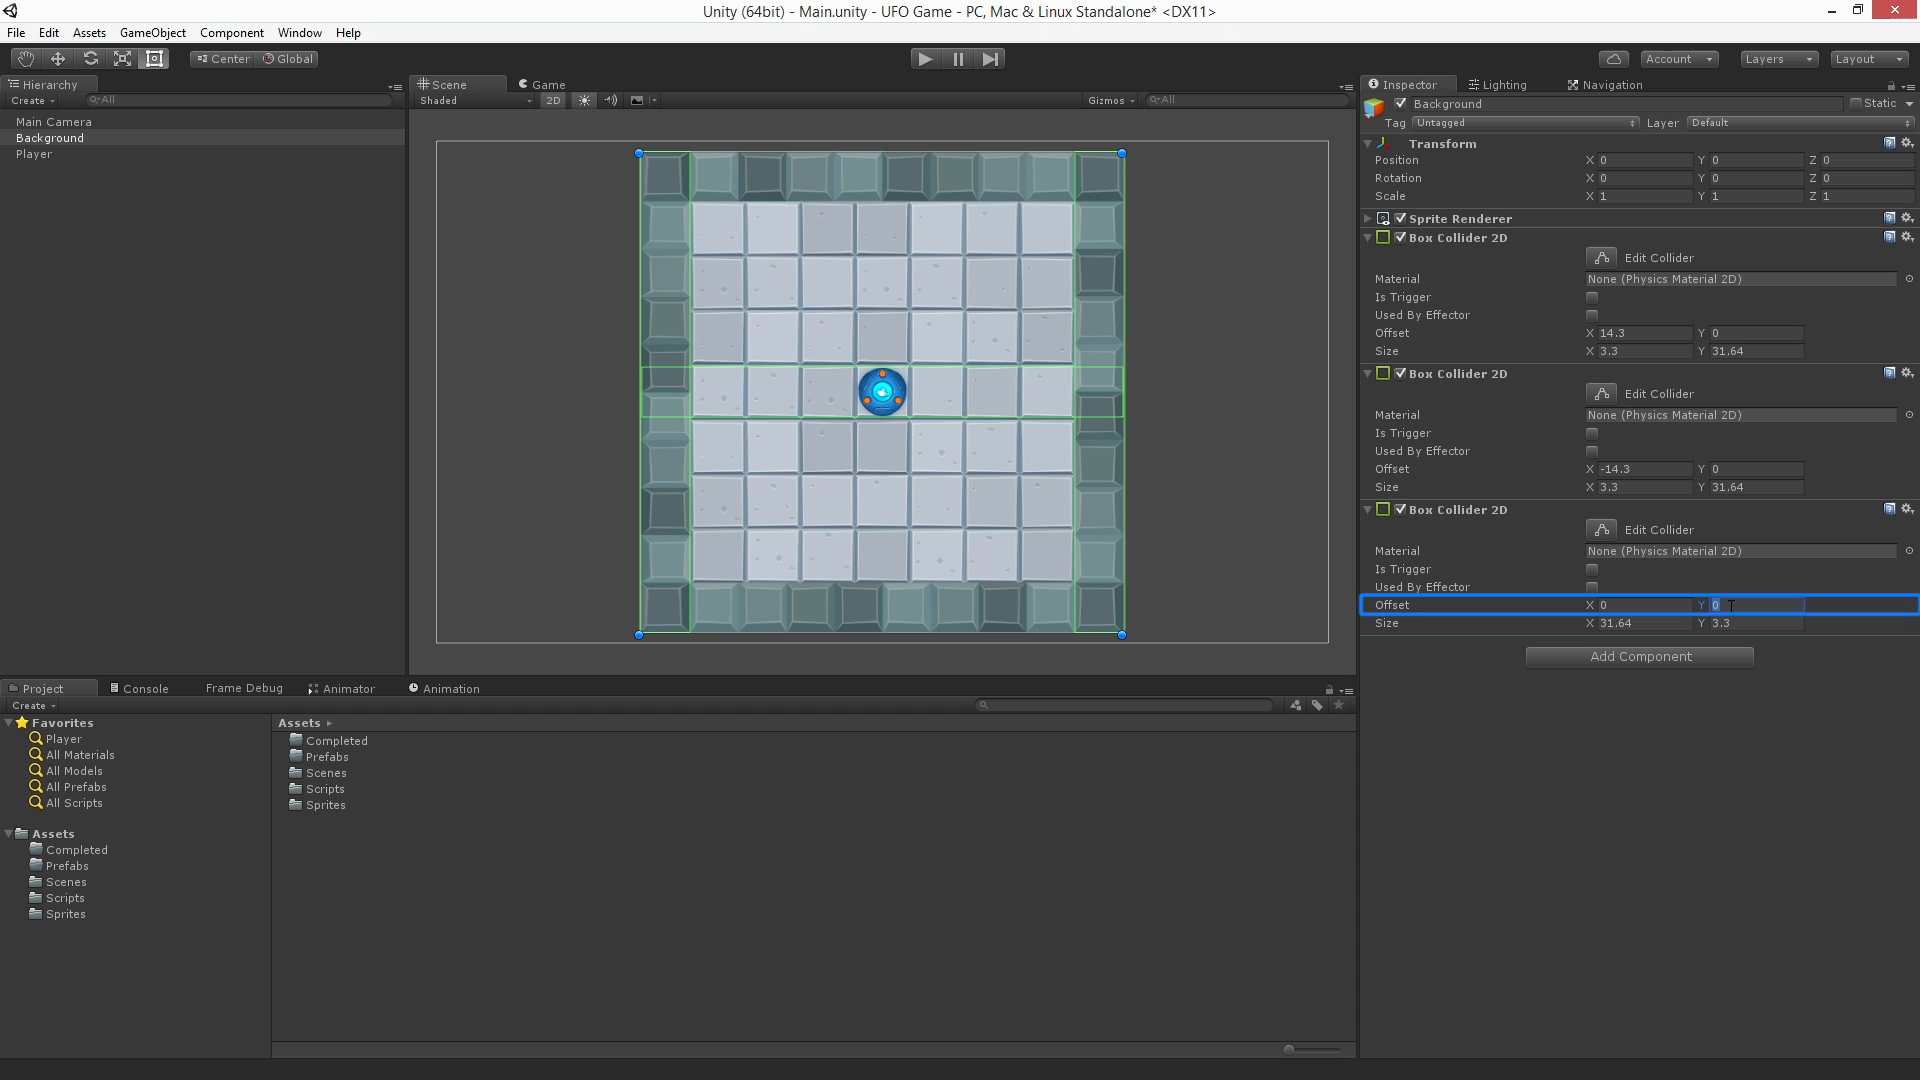 Unity (64bit) - Main.unity - UFO Game - PC, Mac & Linux Standalone* <DX11>
File Edit Assets GameObject Component Window Help
Center Global Account Layers Layout
Hierarchy
Create All
Main Camera
Background
Player
Scene Game
Shaded 2D Gizmos All
Inspector Lighting Navigation
Background Static
Tag Untagged Layer Default
Transform
Position X 0 Y 0 Z 0
Rotation X 0 Y 0 Z 0
Scale X 1 Y 1 Z 1
Sprite Renderer
Box Collider 2D
Edit Collider
Material None (Physics Material 2D)
Is Trigger
Used By Effector
Offset X 14.3 Y 0
Size X 3.3 Y 31.64
Box Collider 2D
Edit Collider
Material None (Physics Material 2D)
Is Trigger
Used By Effector
Offset X -14.3 Y 0
Size X 3.3 Y 31.64
Box Collider 2D
Edit Collider
Material None (Physics Material 2D)
Is Trigger
Used By Effector
Offset X 0 Y 0
Size X 31.64 Y 3.3
Add Component
Project Console Frame Debug Animator Animation
Create
Favorites
Player
All Materials
All Models
All Prefabs
All Scripts
Assets
Completed
Prefabs
Scenes
Scripts
Sprites
Assets
Completed
Prefabs
Scenes
Scripts
Sprites